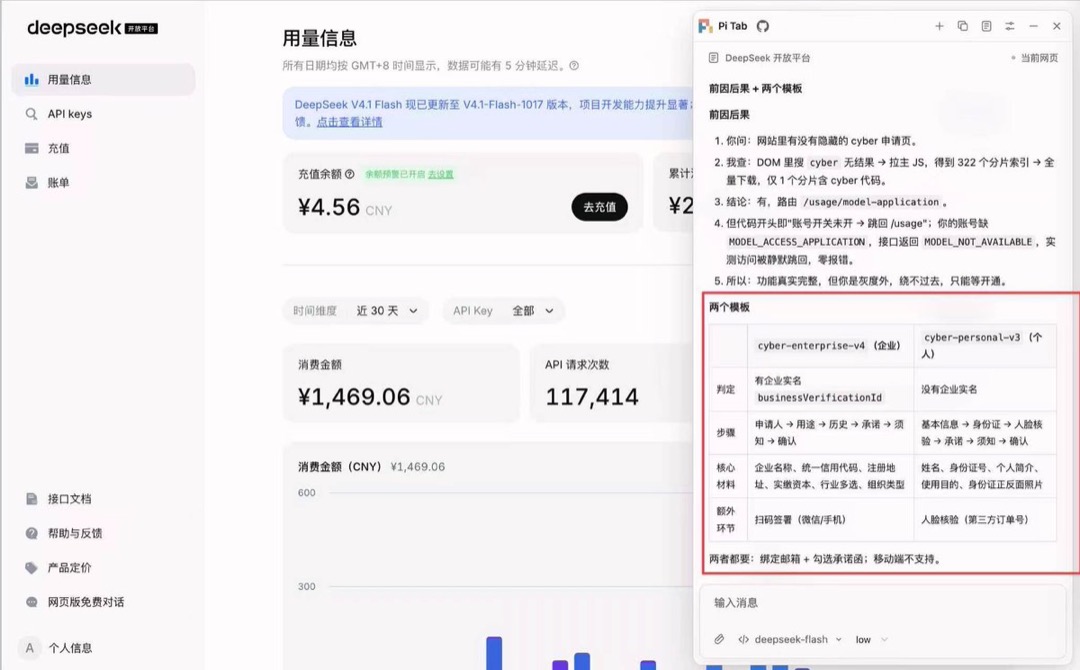 deepseek 开放平台
用量信息
API keys
充值
账单
接口文档
帮助与反馈
产品定价
网页版免费对话
A 个人信息
用量信息
所有日期均按 GMT+8 时间显示，数据可能有 5 分钟延迟。
DeepSeek V4.1 Flash 现已更新至 V4.1-Flash-1017 版本，项目开发能力提升显著
馈。点击查看详情
充值余额 余额预警已开启 去设置
¥4.56 CNY
去充值
累计
¥2
时间维度 近 30 天
API Key 全部
消费金额
¥1,469.06 CNY
API 请求次数
117,414
消费金额（CNY） ¥1,469.06
600
300
Pi Tab
DeepSeek 开放平台
当前网页
前因后果 + 两个模板
前因后果
1. 你问：网站里有没有隐藏的 cyber 申请页。
2. 我查：DOM 里搜 cyber 无结果 → 拉主 JS，得到 322 个分片索引 → 全
量下载，仅 1 个分片含 cyber 代码。
3. 结论：有，路由 /usage/model-application 。
4. 但代码开头即"账号开关未开 → 跳回 /usage"；你的账号缺
MODEL_ACCESS_APPLICATION ，接口返回 MODEL_NOT_AVAILABLE ，实
测访问被静默跳回，零报错。
5. 所以：功能真实完整，但你是灰度外，绕不过去，只能等开通。
两个模板
cyber-enterprise-v4 （企业）
cyber-personal-v3 （个
人）
判定
有企业实名
businessVerificationId
没有企业实名
步骤
申请人 → 用途 → 历史 → 承诺 → 须
知 → 确认
基本信息 → 身份证 → 人脸核
验 → 承诺 → 须知 → 确认
核心
材料
企业名称、统一信用代码、注册地
址、实缴资本、行业多选、组织类型
姓名、身份证号、个人简介、
使用目的、身份证正反面照片
额外
环节
扫码签署（微信/手机）
人脸核验（第三方订单号）
两者都要：绑定邮箱 + 勾选承诺函；移动端不支持。
输入消息
deepseek-flash
low